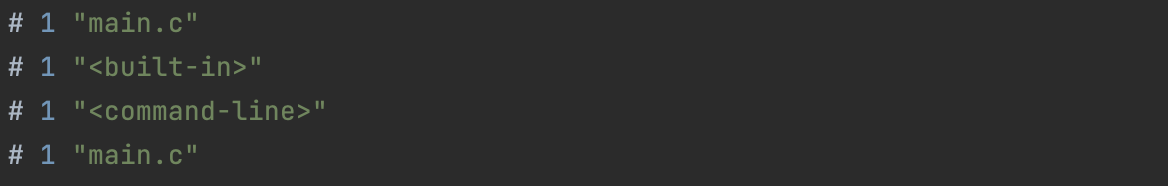 # 1 "main.c"
# 1 "<built-in>"
# 1 "<command-line>"
# 1 "main.c"